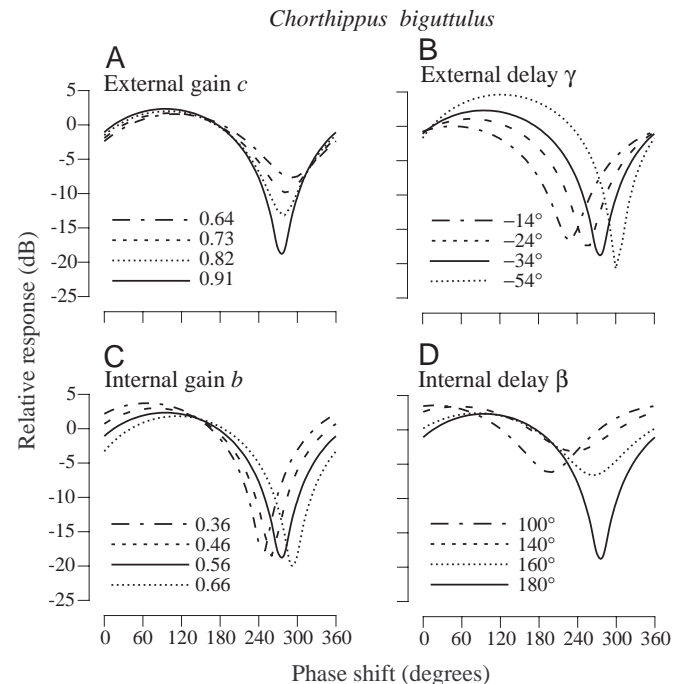 Chorthippus biguttulus
A
External gain c
5
0
-5
-10
-15
-20
-25
0.64
0.73
0.82
0.91
B
External delay γ
−14°
−24°
−34°
−54°
Relative response (dB)
C
Internal gain b
5
0
-5
-10
-15
-20
-25
0.36
0.46
0.56
0.66
0 60 120 180 240 300 360
D
Internal delay β
100°
140°
160°
180°
0 60 120 180 240 300 360
Phase shift (degrees)